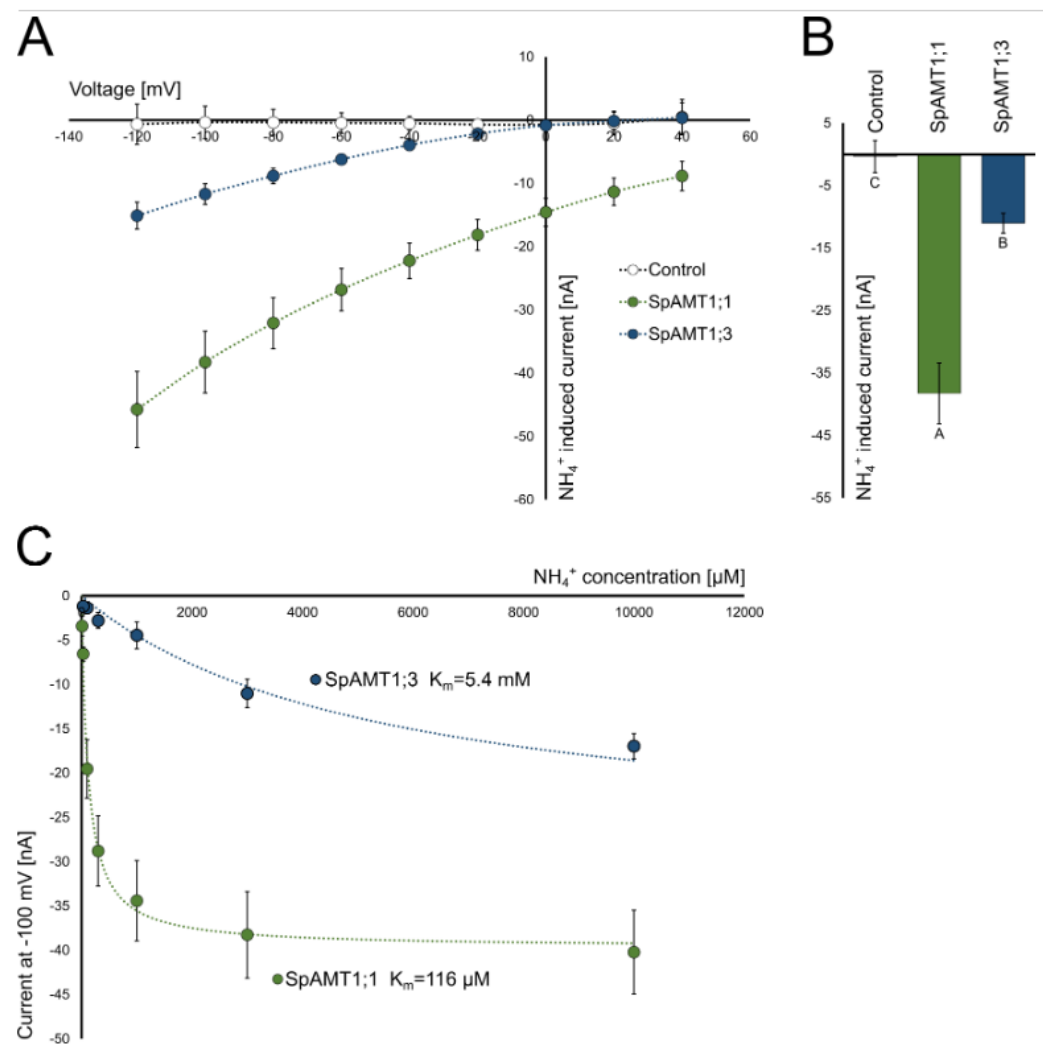 A
Voltage [mV]
10
0
-10
-20
-30
-40
-50
-60
-140
-120
-100
-80
-60
-40
-20
0
20
40
60
Control
SpAMT1;1
SpAMT1;3
NH₄⁺ induced current [nA]
B
Control
SpAMT1;1
SpAMT1;3
5
-5
-15
-25
-35
-45
-55
C
A
B
NH₄⁺ induced current [nA]
C
NH₄⁺ concentration [µM]
0
2000
4000
6000
8000
10000
12000
-5
-10
-15
-20
-25
-30
-35
-40
-45
-50
SpAMT1;3 Kₘ=5.4 mM
SpAMT1;1 Kₘ=116 µM
Current at -100 mV [nA]